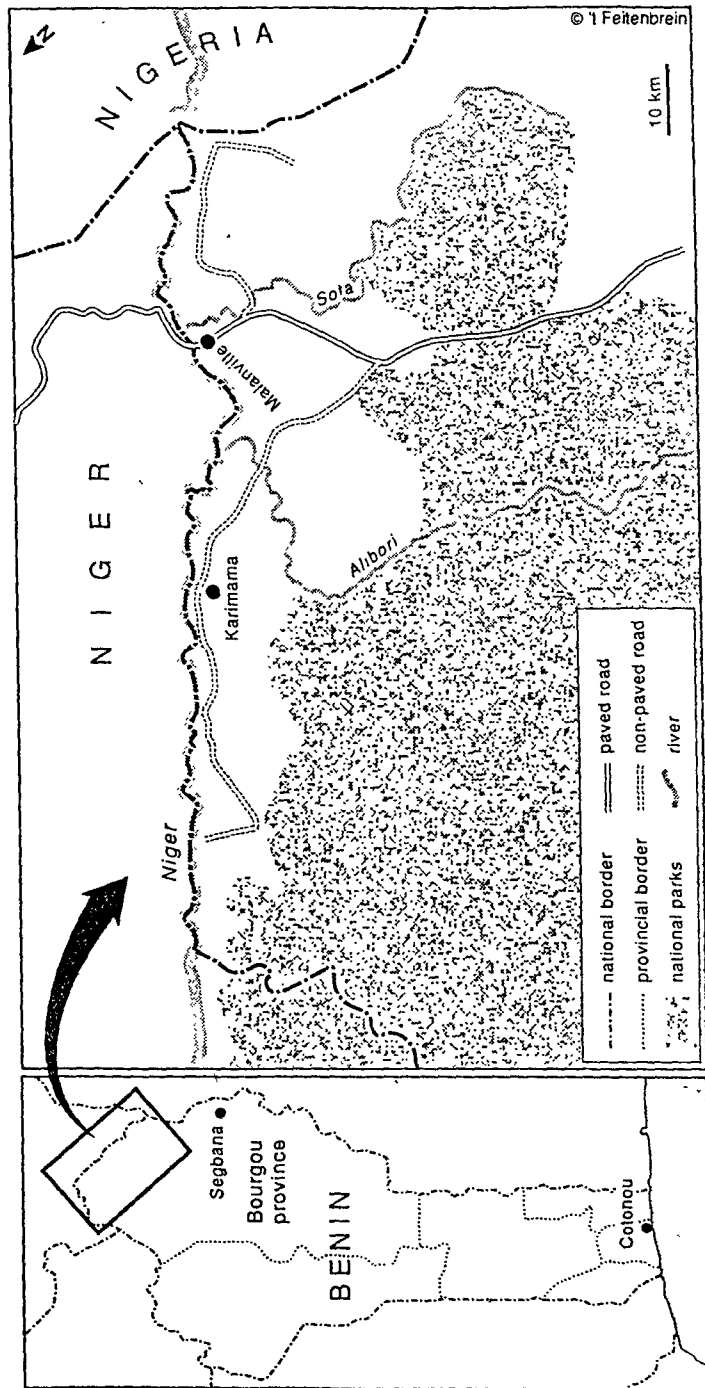 © 't Feitenbrein
N
NIGERIA
NIGER
Niger
Malanville
Sota
Karimama
Alibori
10 km
national border
provincial border
national parks
paved road
non-paved road
river
Segbana
Bourgou
province
BENIN
Cotonou